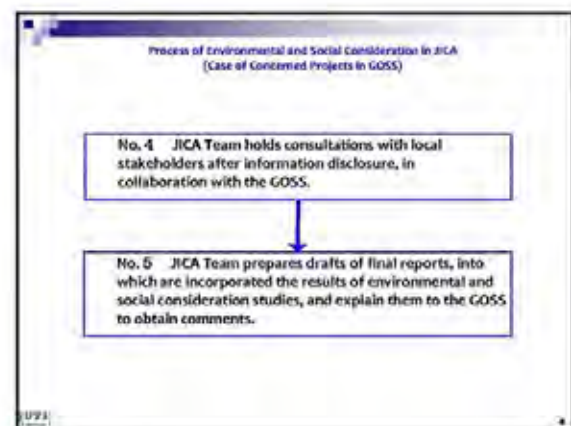 Process of Environmental and Social Consideration in JICA
(Case of Concerned Projects in GOSS)
No. 4 JICA Team holds consultations with local
stakeholders after information disclosure, in
collaboration with the GOSS.
No. 5 JICA Team prepares drafts of final reports, into
which are incorporated the results of environmental and
social consideration studies, and explain them to the GOSS
to obtain comments.